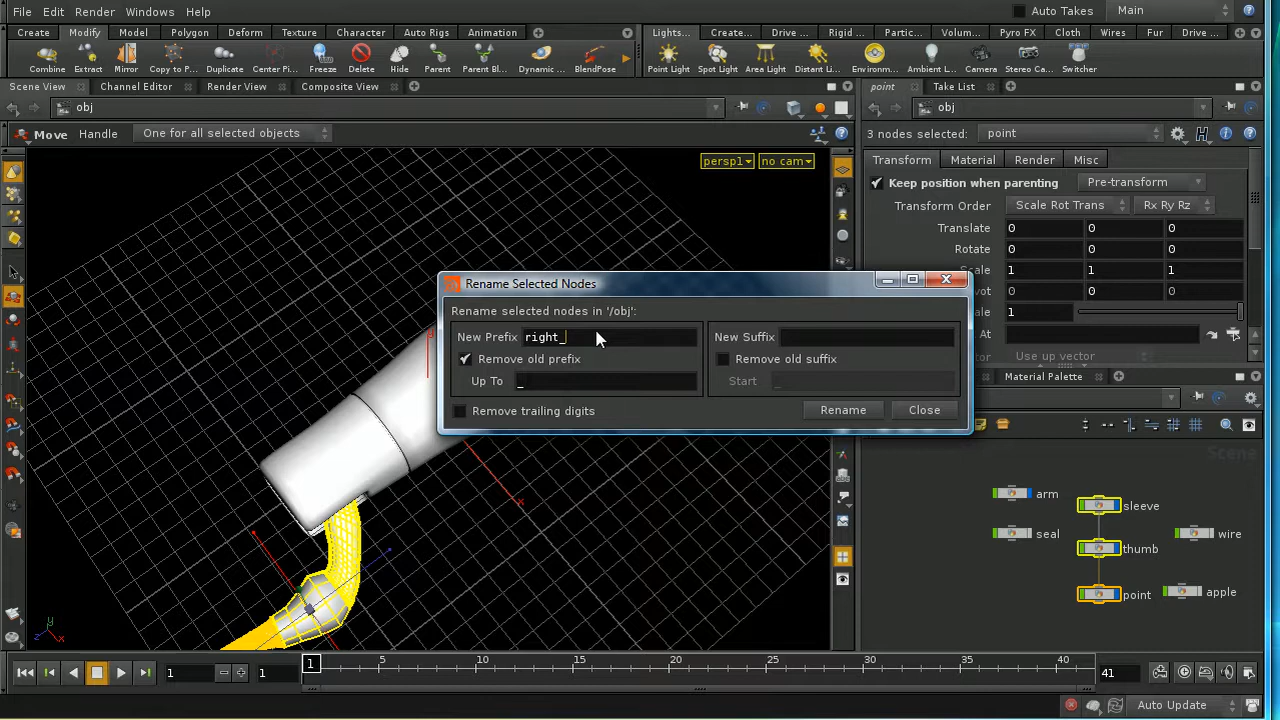 File Edit Render Windows Help Auto Takes Main
Create Modify Model Polygon Deform Texture Character Auto Rigs Animation Lights... Create... Drive ... Rigid ... Partic... Volum... Pyro FX Cloth Wires Fur Drive ...
Combine Extract Mirror Copy to P... Duplicate Center Pi... Freeze Delete Hide Parent Parent Bl... Dynamic ... BlendPose Point Light Spot Light Area Light Distant Li... Environm... Ambient L... Camera Stereo Ca... Switcher
Scene View Channel Editor Render View Composite View point Take List
obj obj
Move Handle One for all selected objects 3 nodes selected: point
persp1 no cam Transform Material Render Misc
Keep position when parenting Pre-transform
Transform Order Scale Rot Trans Rx Ry Rz
Translate 0 0 0
Rotate 0 0 0
Scale 1 1 1
0 0 0
1
At
Use up vector
Material Palette
Rename Selected Nodes
Rename selected nodes in '/obj':
New Prefix right_ New Suffix
Remove old prefix Remove old suffix
Up To _ Start _
Remove trailing digits Rename Close
Scene
arm sleeve
seal thumb wire
point apple
x
y
z x
1 1 1 5 10 15 20 25 30 35 40 41
Auto Update